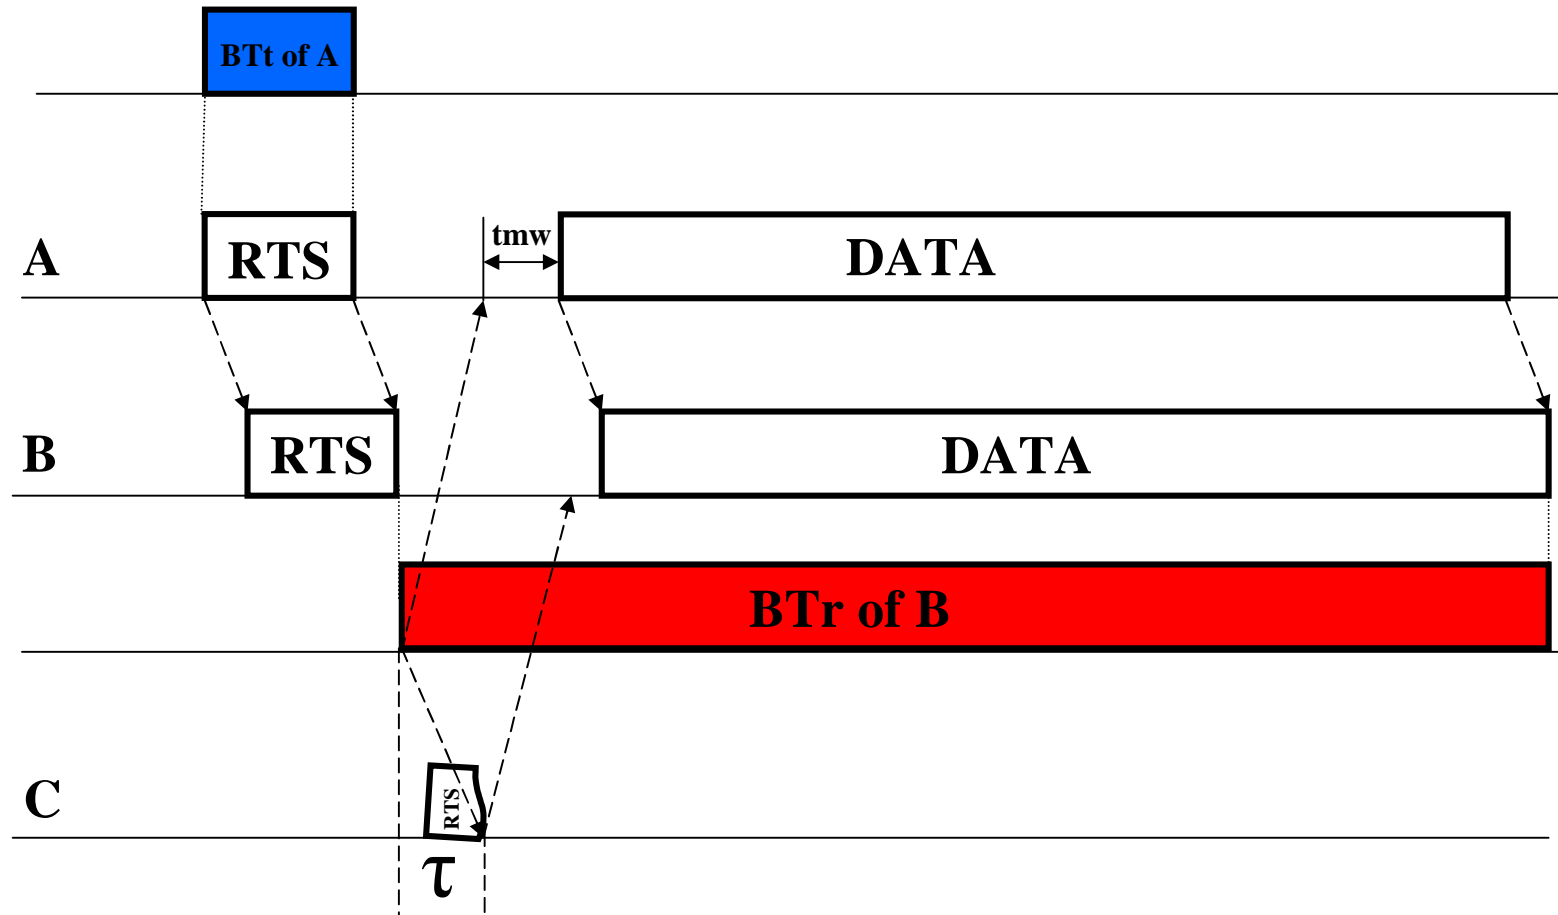 BTt of A
tmw
A
RTS
DATA
B
RTS
DATA
BTr of B
C
RTS
τ